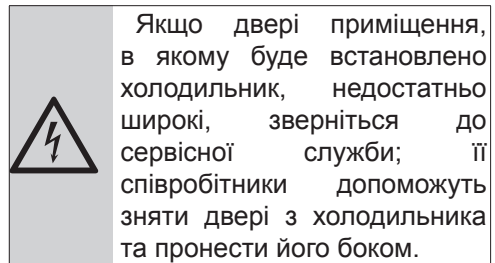 Якщо двері приміщення,
в якому буде встановлено
холодильник, недостатньо
широкі, зверніться до
сервісної служби; її
співробітники допоможуть
зняти двері з холодильника
та пронести його боком.